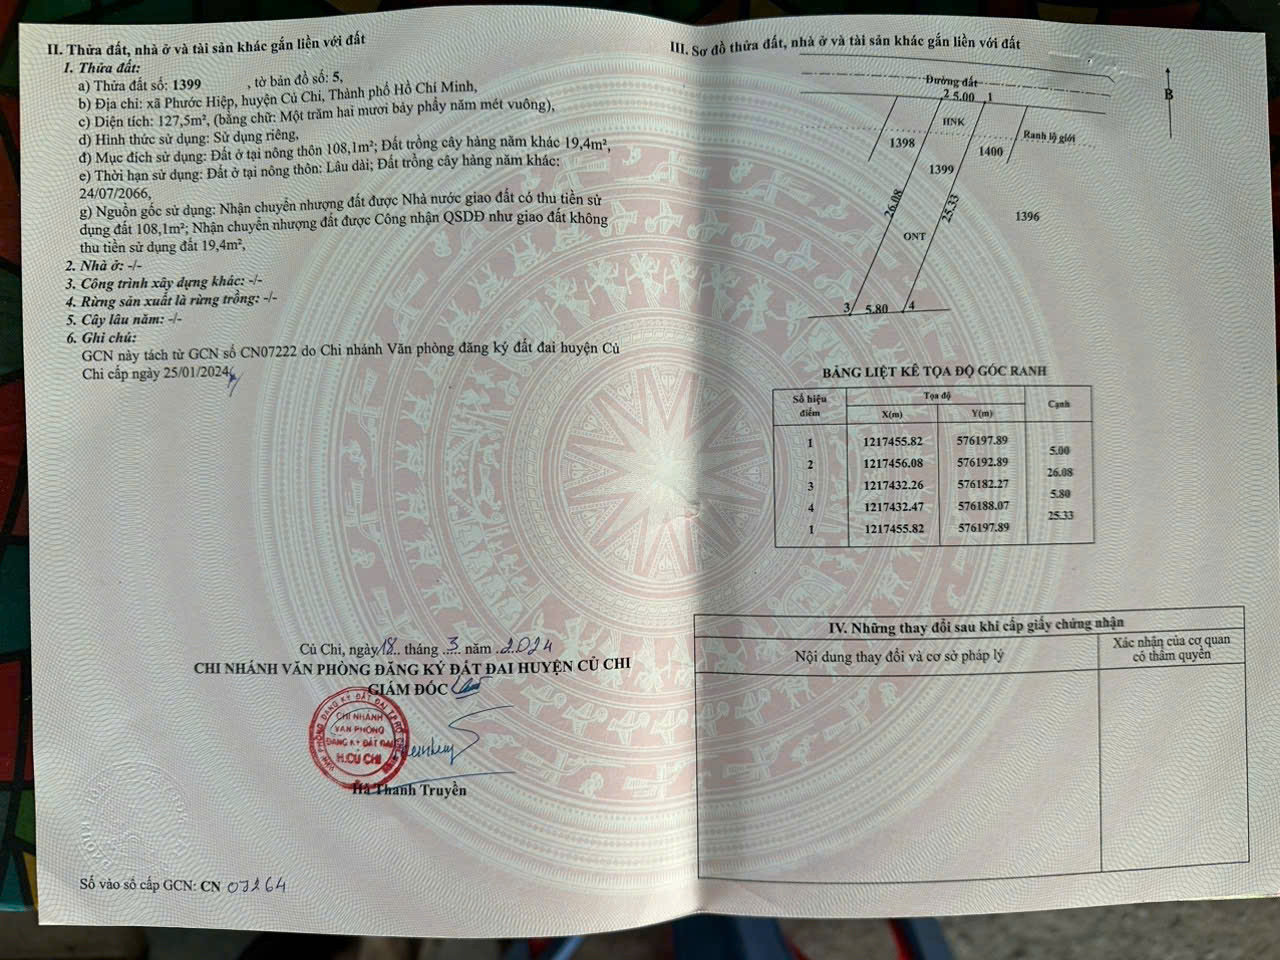 II. Thửa đất, nhà ở và tài sản khác gắn liền với đất
1. Thửa đất:
a) Thửa đất số: 1399 , tờ bản đồ số: 5,
b) Địa chỉ: xã Phước Hiệp, huyện Củ Chi, Thành phố Hồ Chí Minh,
c) Diện tích: 127,5m², (bằng chữ: Một trăm hai mươi bảy phẩy năm mét vuông),
d) Hình thức sử dụng: Sử dụng riêng,
đ) Mục đích sử dụng: Đất ở tại nông thôn 108,1m²; Đất trồng cây hàng năm khác 19,4m²,
e) Thời hạn sử dụng: Đất ở tại nông thôn: Lâu dài; Đất trồng cây hàng năm khác:
24/07/2066,
g) Nguồn gốc sử dụng: Nhận chuyển nhượng đất được Nhà nước giao đất có thu tiền sử
dụng đất 108,1m²; Nhận chuyển nhượng đất được Công nhận QSDĐ như giao đất không
thu tiền sử dụng đất 19,4m²,
2. Nhà ở: -/-
3. Công trình xây dựng khác: -/-
4. Rừng sản xuất là rừng trồng: -/-
5. Cây lâu năm: -/-
6. Ghi chú:
GCN này tách từ GCN số CN07222 do Chi nhánh Văn phòng đăng ký đất đai huyện Củ
Chi cấp ngày 25/01/2024
Củ Chi, ngày 18 tháng 3 năm 2024
CHI NHÁNH VĂN PHÒNG ĐĂNG KÝ ĐẤT ĐAI HUYỆN CỦ CHI
GIÁM ĐỐC
CHI NHÁNH
VĂN PHÒNG
ĐĂNG KÝ ĐẤT ĐAI
H.CỦ CHI
Hà Thanh Truyền
Số vào sổ cấp GCN: CN 07264
III. Sơ đồ thửa đất, nhà ở và tài sản khác gắn liền với đất
Đường đất
B
2 5.00 1
HNK
Ranh lộ giới
1398
1400
1399
26.08
25.33
1396
ONT
3 5.80 4
BẢNG LIỆT KÊ TỌA ĐỘ GÓC RANH
Số hiệu điểm Tọa độ Cạnh
X(m) Y(m)
1 1217455.82 576197.89
5.00
2 1217456.08 576192.89
26.08
3 1217432.26 576182.27
5.80
4 1217432.47 576188.07
25.33
1 1217455.82 576197.89
IV. Những thay đổi sau khi cấp giấy chứng nhận
Nội dung thay đổi và cơ sở pháp lý
Xác nhận của cơ quan
có thẩm quyền